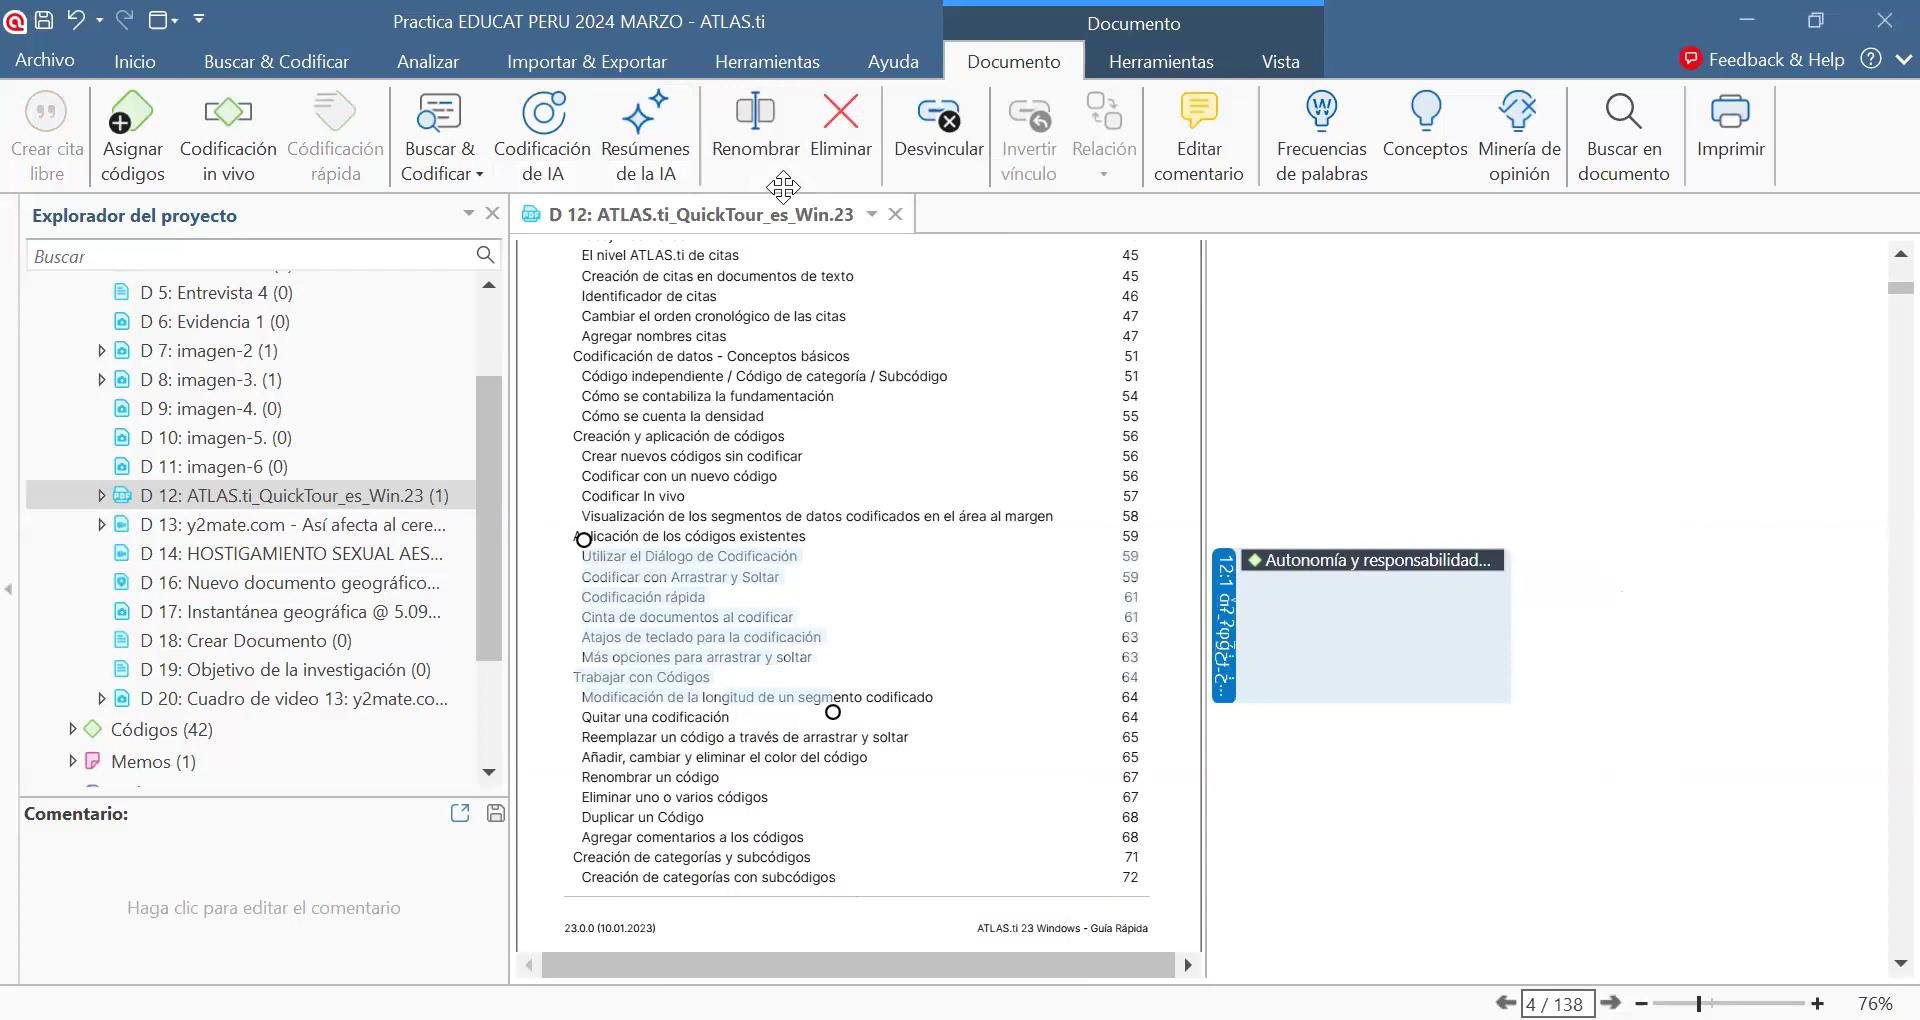 Practica EDUCAT PERU 2024 MARZO - ATLAS.ti
Documento
Archivo
Inicio
Buscar & Codificar
Analizar
Importar & Exportar
Herramientas
Ayuda
Documento
Herramientas
Vista
Feedback & Help
Crear cita
libre
Asignar
códigos
Codificación
in vivo
Códificación
rápida
Buscar &
Codificar
Codificación
de IA
Resúmenes
de la IA
Renombrar
Eliminar
Desvincular
Invertir
vínculo
Relación
Editar
comentario
Frecuencias
de palabras
Conceptos
Minería de
opinión
Buscar en
documento
Imprimir
Explorador del proyecto
Buscar
D 5: Entrevista 4 (0)
D 6: Evidencia 1 (0)
D 7: imagen-2 (1)
D 8: imagen-3. (1)
D 9: imagen-4. (0)
D 10: imagen-5. (0)
D 11: imagen-6 (0)
D 12: ATLAS.ti_QuickTour_es_Win.23 (1)
D 13: y2mate.com - Así afecta al cere...
D 14: HOSTIGAMIENTO SEXUAL AES...
D 16: Nuevo documento geográfico...
D 17: Instantánea geográfica @ 5.09...
D 18: Crear Documento (0)
D 19: Objetivo de la investigación (0)
D 20: Cuadro de video 13: y2mate.co...
Códigos (42)
Memos (1)
Comentario:
Haga clic para editar el comentario
D 12: ATLAS.ti_QuickTour_es_Win.23
El nivel ATLAS.ti de citas 45
Creación de citas en documentos de texto 45
Identificador de citas 46
Cambiar el orden cronológico de las citas 47
Agregar nombres citas 47
Codificación de datos - Conceptos básicos 51
Código independiente / Código de categoría / Subcódigo 51
Cómo se contabiliza la fundamentación 54
Cómo se cuenta la densidad 55
Creación y aplicación de códigos 56
Crear nuevos códigos sin codificar 56
Codificar con un nuevo código 56
Codificar In vivo 57
Visualización de los segmentos de datos codificados en el área al margen 58
Aplicación de los códigos existentes 59
Utilizar el Diálogo de Codificación 59
Codificar con Arrastrar y Soltar 59
Codificación rápida 61
Cinta de documentos al codificar 61
Atajos de teclado para la codificación 63
Más opciones para arrastrar y soltar 63
Trabajar con Códigos 64
Modificación de la longitud de un segmento codificado 64
Quitar una codificación 64
Reemplazar un código a través de arrastrar y soltar 65
Añadir, cambiar y eliminar el color del código 65
Renombrar un código 67
Eliminar uno o varios códigos 67
Duplicar un Código 68
Agregar comentarios a los códigos 68
Creación de categorías y subcódigos 71
Creación de categorías con subcódigos 72
23.0.0 (10.01.2023)
ATLAS.ti 23 Windows - Guía Rápida
12:1
Autonomía y responsabilidad...
4 / 138
76%